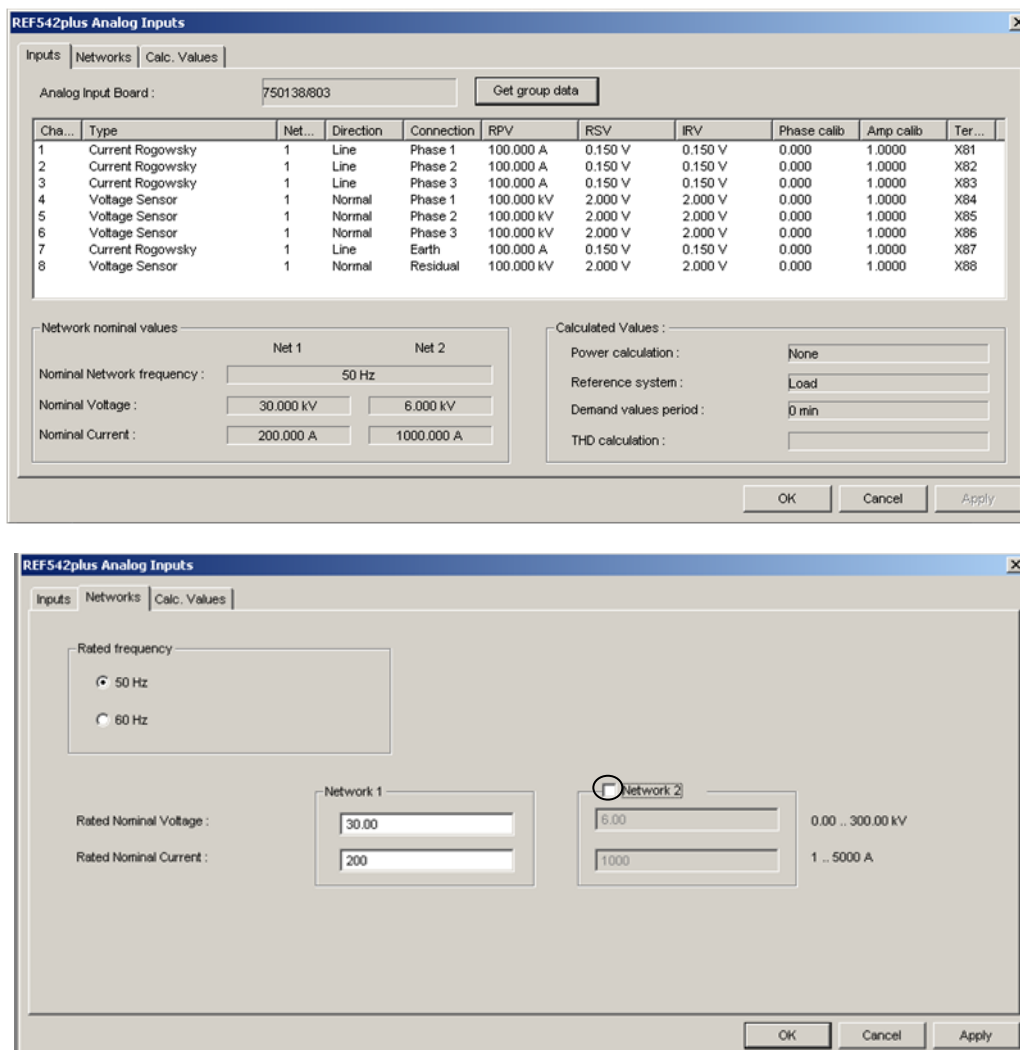 REF542plus Analog Inputs
Inputs Networks Calc. Values
Analog Input Board : 750138/803 Get group data
Cha... Type Net... Direction Connection RPV RSV IRV Phase calib Amp calib Ter...
1 Current Rogowsky 1 Line Phase 1 100.000 A 0.150 V 0.150 V 0.000 1.0000 X81
2 Current Rogowsky 1 Line Phase 2 100.000 A 0.150 V 0.150 V 0.000 1.0000 X82
3 Current Rogowsky 1 Line Phase 3 100.000 A 0.150 V 0.150 V 0.000 1.0000 X83
4 Voltage Sensor 1 Normal Phase 1 100.000 kV 2.000 V 2.000 V 0.000 1.0000 X84
5 Voltage Sensor 1 Normal Phase 2 100.000 kV 2.000 V 2.000 V 0.000 1.0000 X85
6 Voltage Sensor 1 Normal Phase 3 100.000 kV 2.000 V 2.000 V 0.000 1.0000 X86
7 Current Rogowsky 1 Line Earth 100.000 A 0.150 V 0.150 V 0.000 1.0000 X87
8 Voltage Sensor 1 Normal Residual 100.000 kV 2.000 V 2.000 V 0.000 1.0000 X88
Network nominal values
Net 1 Net 2
Nominal Network frequency : 50 Hz
Nominal Voltage : 30.000 kV 6.000 kV
Nominal Current : 200.000 A 1000.000 A
Calculated Values :
Power calculation : None
Reference system : Load
Demand values period : 0 min
THD calculation :
OK Cancel Apply
REF542plus Analog Inputs
Inputs Networks Calc. Values
Rated frequency
50 Hz
60 Hz
Network 1 Network 2
Rated Nominal Voltage : 30.00 6.00 0.00 .. 300.00 kV
Rated Nominal Current : 200 1000 1 .. 5000 A
OK Cancel Apply